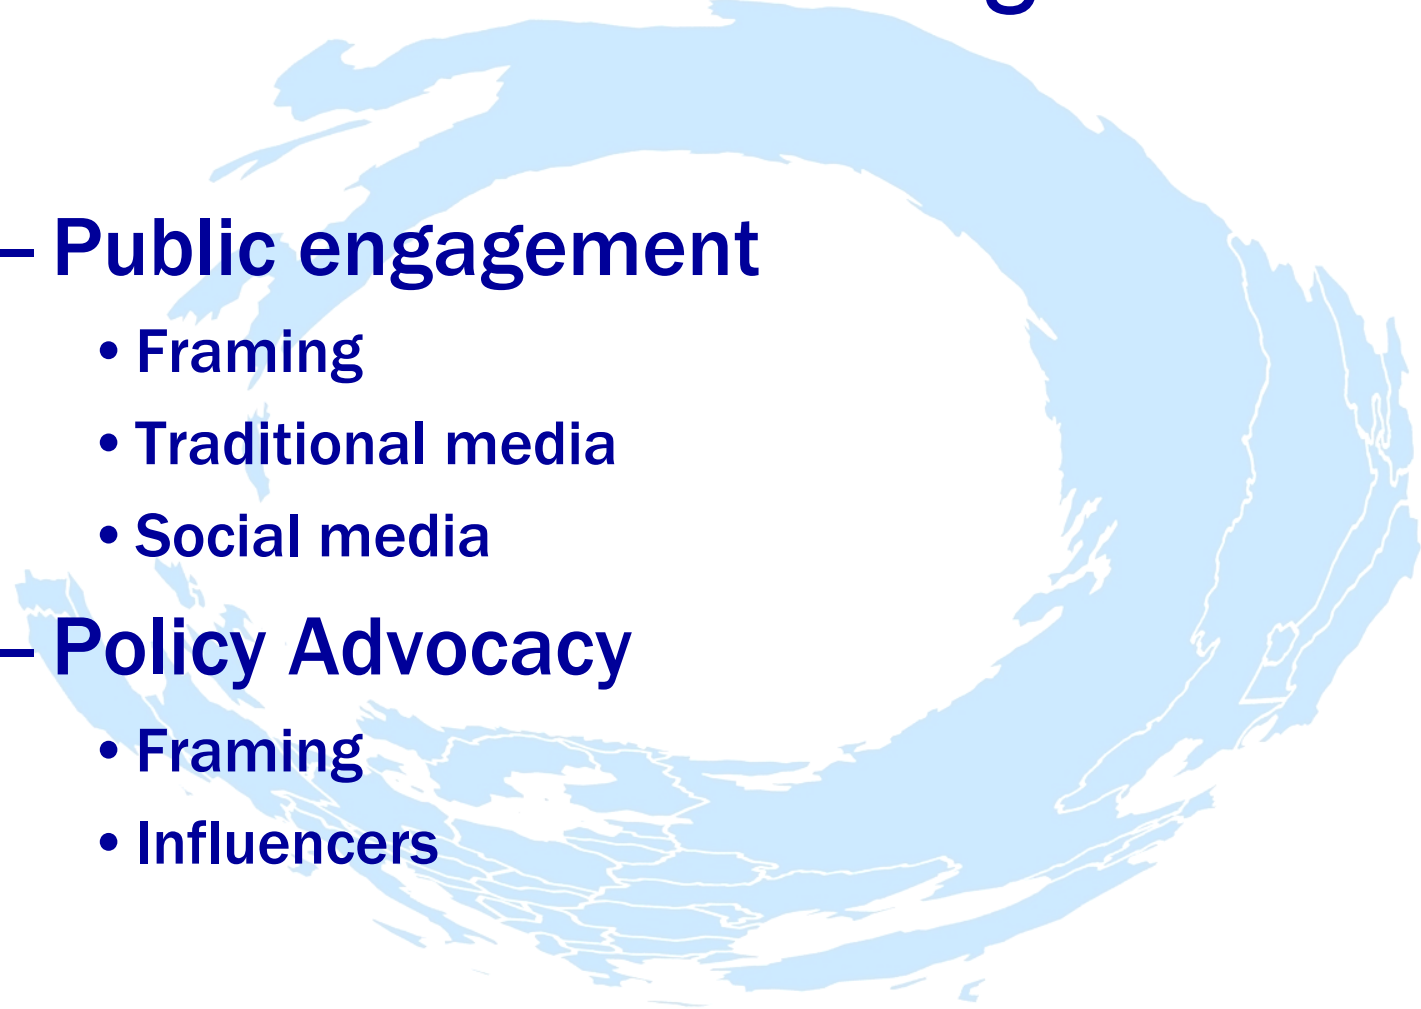 – Public engagement
• Framing
• Traditional media
• Social media
– Policy Advocacy
• Framing
• Influencers